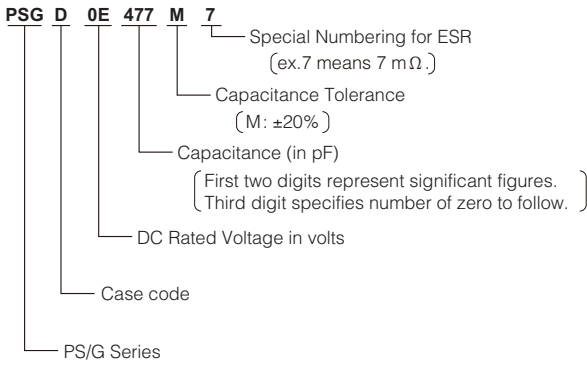 PSG D 0E 477 M 7
Special Numbering for ESR
(ex.7 means 7 mΩ.)
Capacitance Tolerance
(M: ±20%)
Capacitance (in pF)
(First two digits represent significant figures.
Third digit specifies number of zero to follow.)
DC Rated Voltage in volts
Case code
PS/G Series